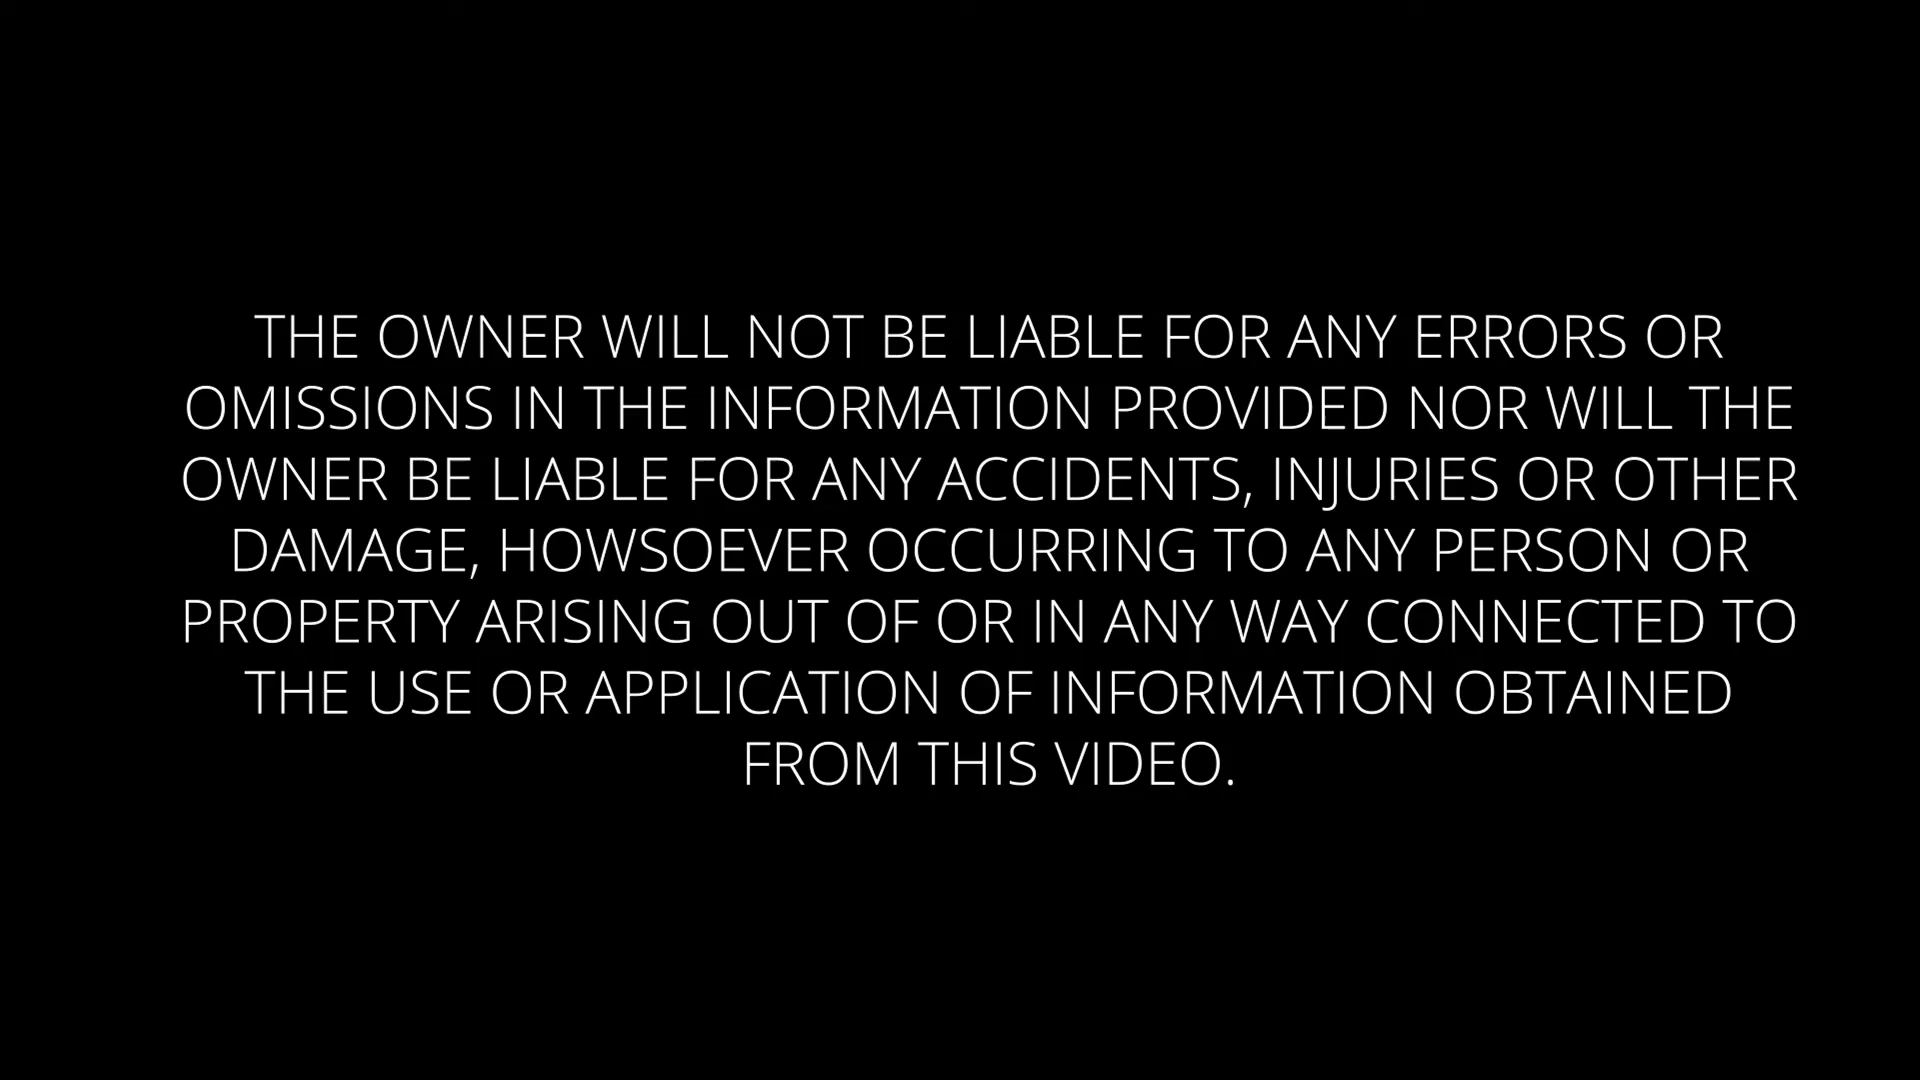 THE OWNER WILL NOT BE LIABLE FOR ANY ERRORS OR
OMISSIONS IN THE INFORMATION PROVIDED NOR WILL THE
OWNER BE LIABLE FOR ANY ACCIDENTS, INJURIES OR OTHER
DAMAGE, HOWSOEVER OCCURRING TO ANY PERSON OR
PROPERTY ARISING OUT OF OR IN ANY WAY CONNECTED TO
THE USE OR APPLICATION OF INFORMATION OBTAINED
FROM THIS VIDEO.